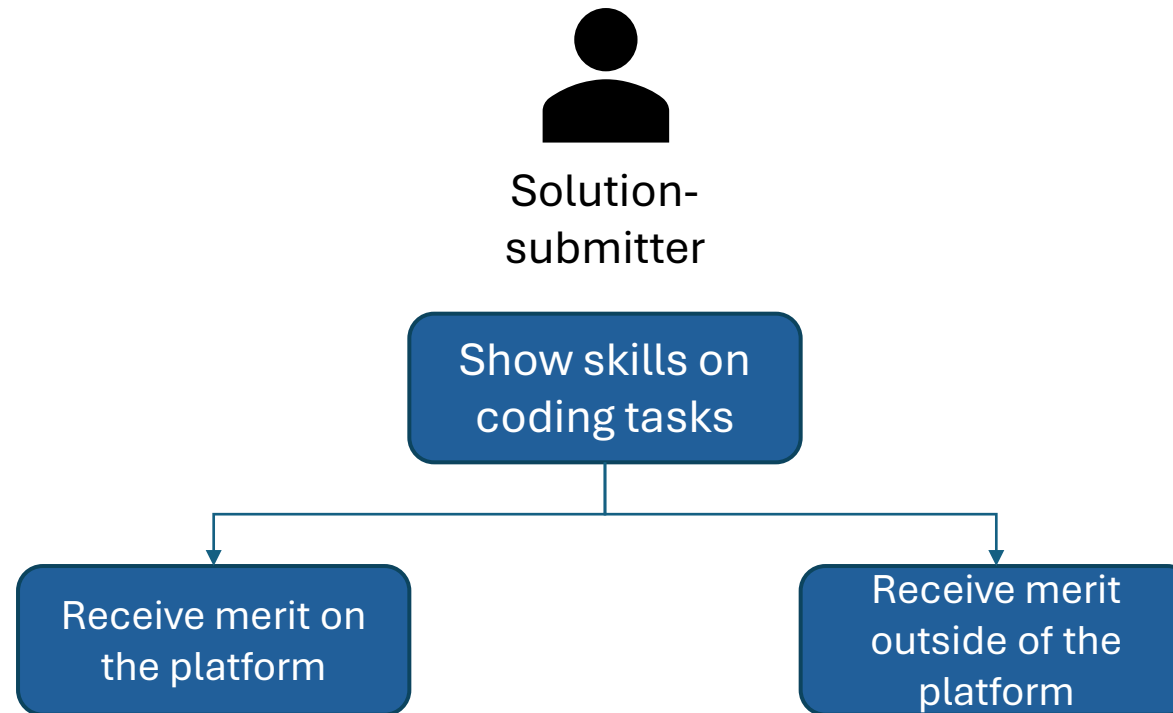 Solution-
submitter
Show skills on
coding tasks
Receive merit on
the platform
Receive merit
outside of the
platform